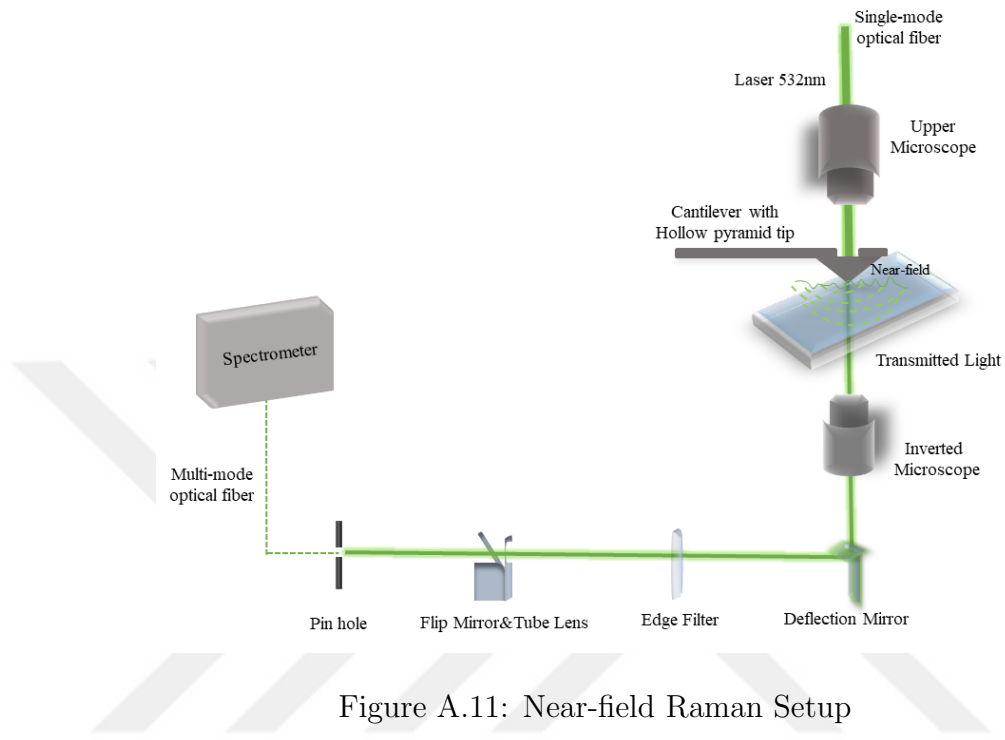 Single-mode
optical fiber
Laser 532nm
Upper
Microscope
Cantilever with
Hollow pyramid tip
Near-field
Spectrometer
Transmitted Light
Inverted
Microscope
Multi-mode
optical fiber
Pin hole
Flip Mirror&Tube Lens
Edge Filter
Deflection Mirror
Figure A.11: Near-field Raman Setup